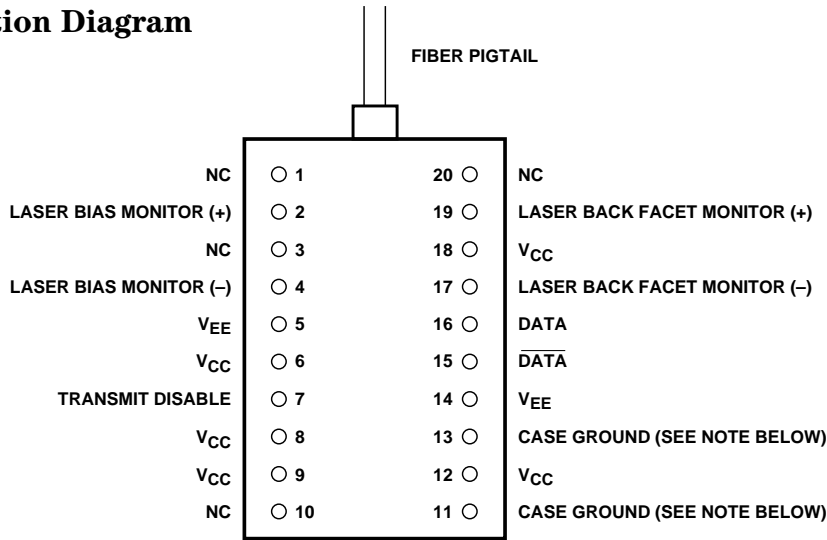 tion Diagram
FIBER PIGTAIL
NC 1 20 NC
LASER BIAS MONITOR (+) 2 19 LASER BACK FACET MONITOR (+)
NC 3 18 VCC
LASER BIAS MONITOR (–) 4 17 LASER BACK FACET MONITOR (–)
VEE 5 16 DATA
VCC 6 15 D̅A̅T̅A̅
TRANSMIT DISABLE 7 14 VEE
VCC 8 13 CASE GROUND (SEE NOTE BELOW)
VCC 9 12 VCC
NC 10 11 CASE GROUND (SEE NOTE BELOW)